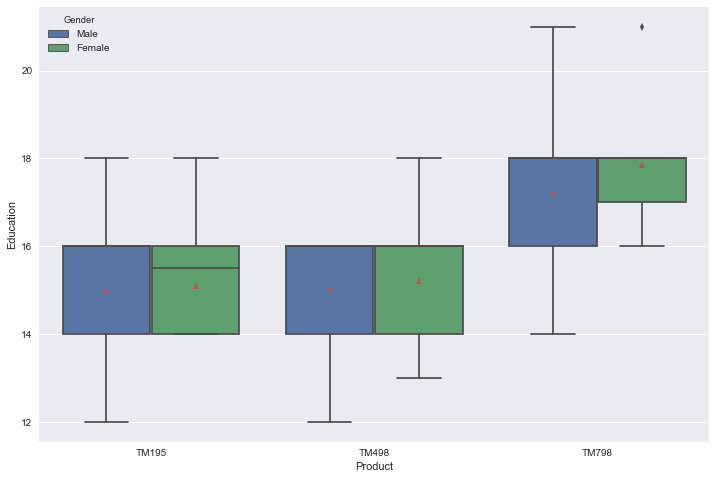 Gender
Male
Female
Education
20
18
16
14
12
TM195
TM498
TM798
Product